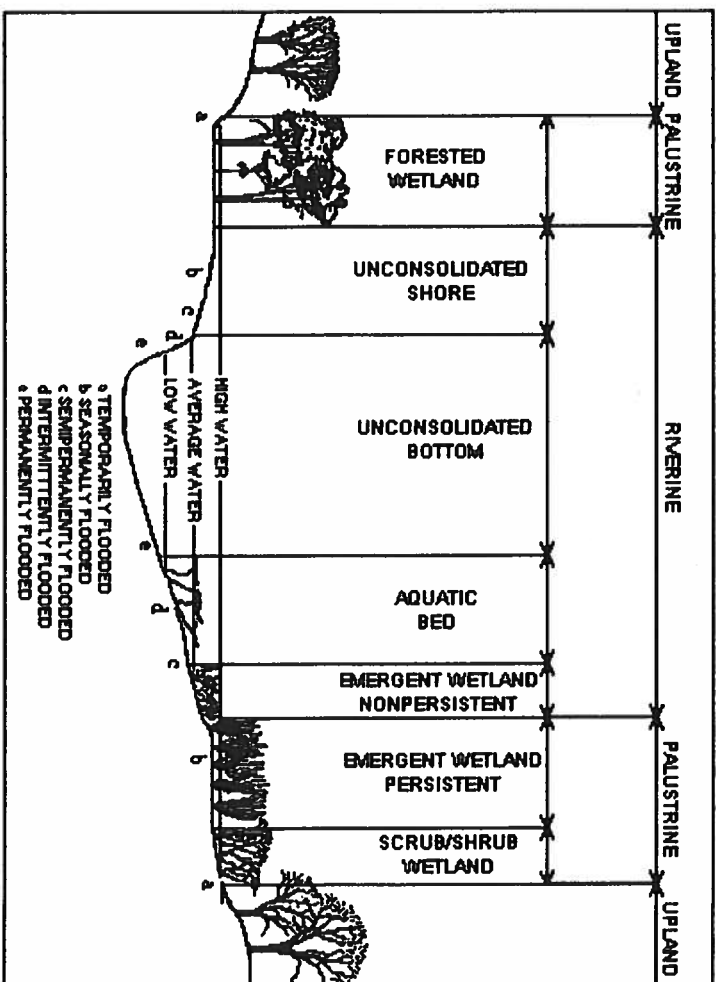 UPLAND
PALUSTRINE
RIVERINE
PALUSTRINE
UPLAND
FORESTED
WETLAND
UNCONSOLIDATED
SHORE
UNCONSOLIDATED
BOTTOM
AQUATIC
BED
EMERGENT WETLAND
NONPERSISTENT
EMERGENT WETLAND
PERSISTENT
SCRUB/SHRUB
WETLAND
HIGH WATER
AVERAGE WATER
LOW WATER
a
b
c
d
e
e
d
c
b
a
a TEMPORARILY FLOODED
b SEASONALLY FLOODED
c SEMIPERMANENTLY FLOODED
d INTERMITTENTLY FLOODED
e PERMANENTLY FLOODED